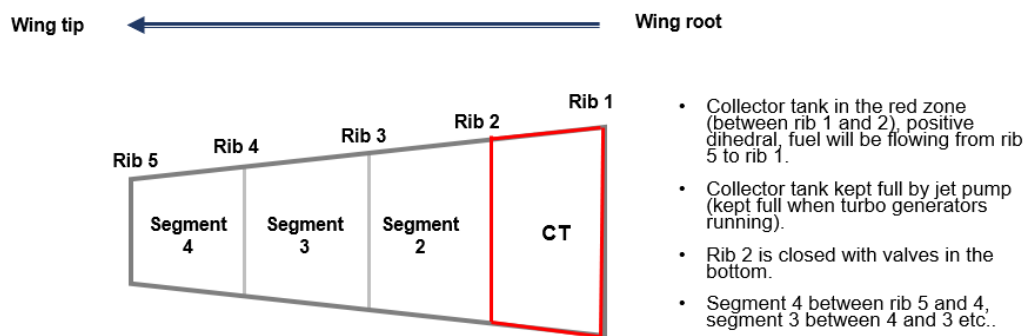 Wing tip
Wing root
Rib 1
Rib 2
Rib 3
Rib 4
Rib 5
Segment
4
Segment
3
Segment
2
CT
• Collector tank in the red zone
(between rib 1 and 2), positive
dihedral, fuel will be flowing from rib
5 to rib 1.
• Collector tank kept full by jet pump
(kept full when turbo generators
running).
• Rib 2 is closed with valves in the
bottom.
• Segment 4 between rib 5 and 4,
segment 3 between 4 and 3 etc..